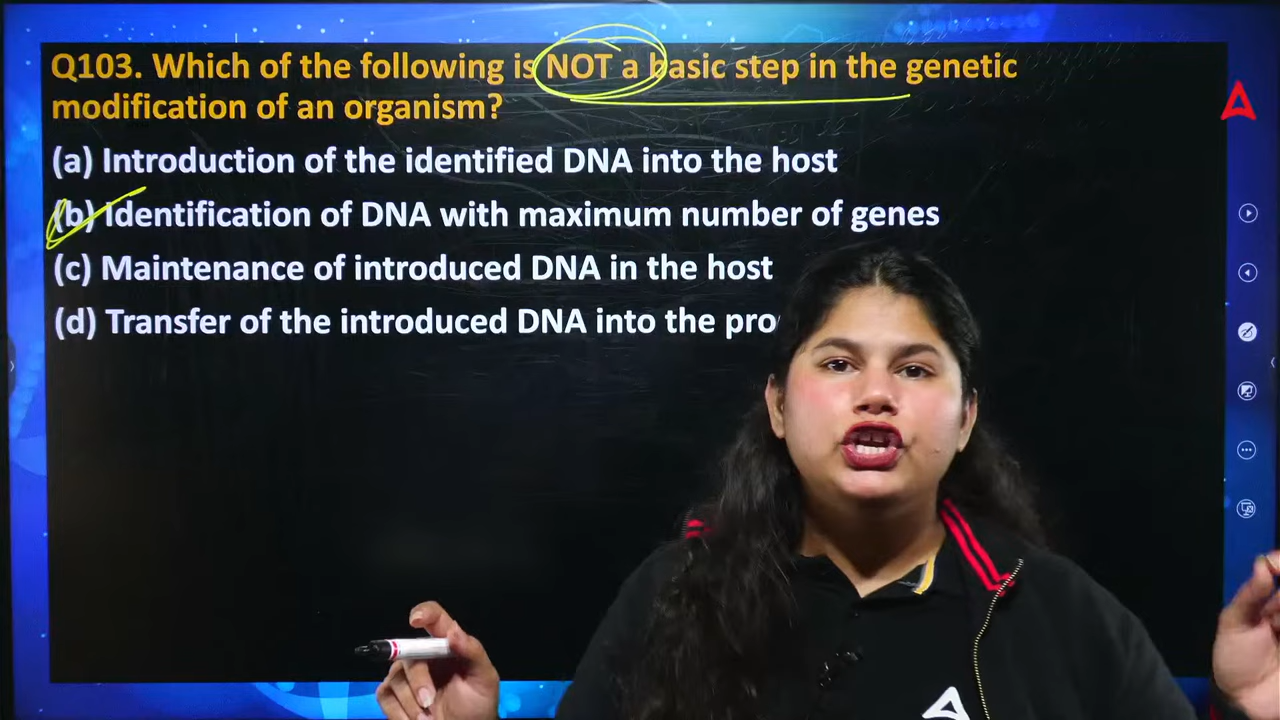 Q103. Which of the following is NOT a basic step in the genetic
modification of an organism?
(a) Introduction of the identified DNA into the host
(b) Identification of DNA with maximum number of genes
(c) Maintenance of introduced DNA in the host
(d) Transfer of the introduced DNA into the